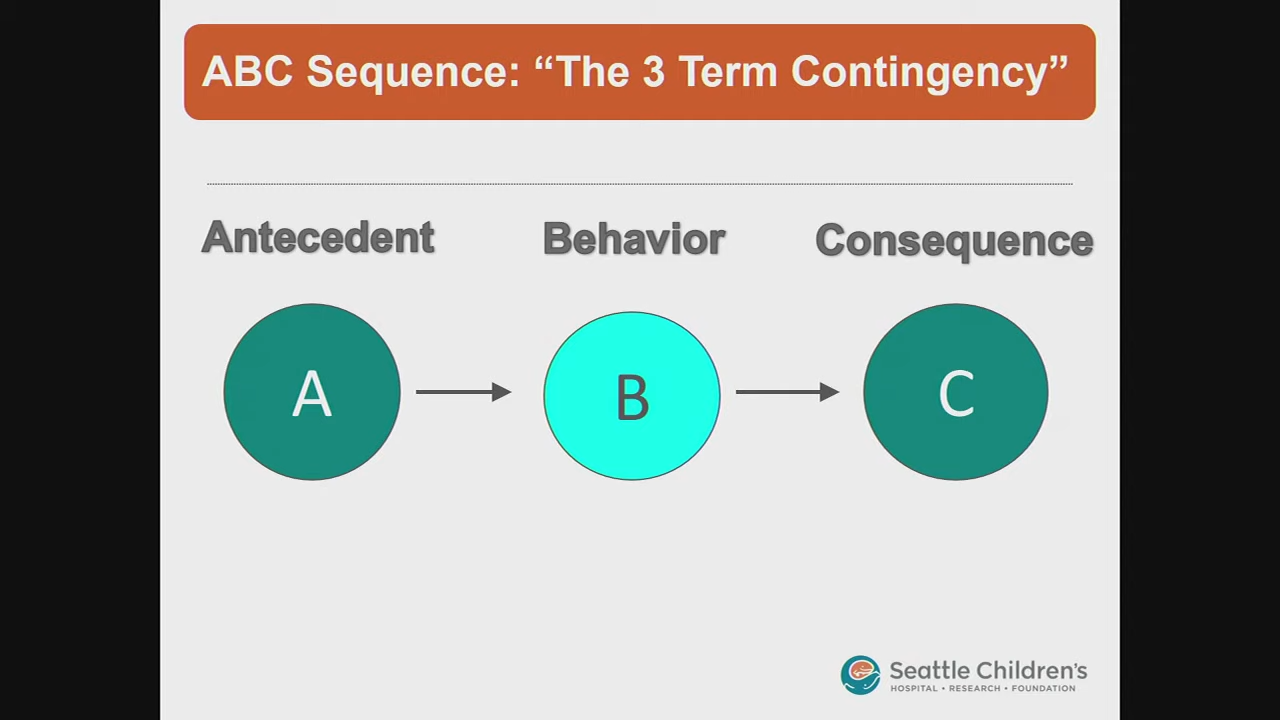 ABC Sequence: “The 3 Term Contingency”
Antecedent
Behavior
Consequence
A
B
C
Seattle Children's
HOSPITAL • RESEARCH • FOUNDATION